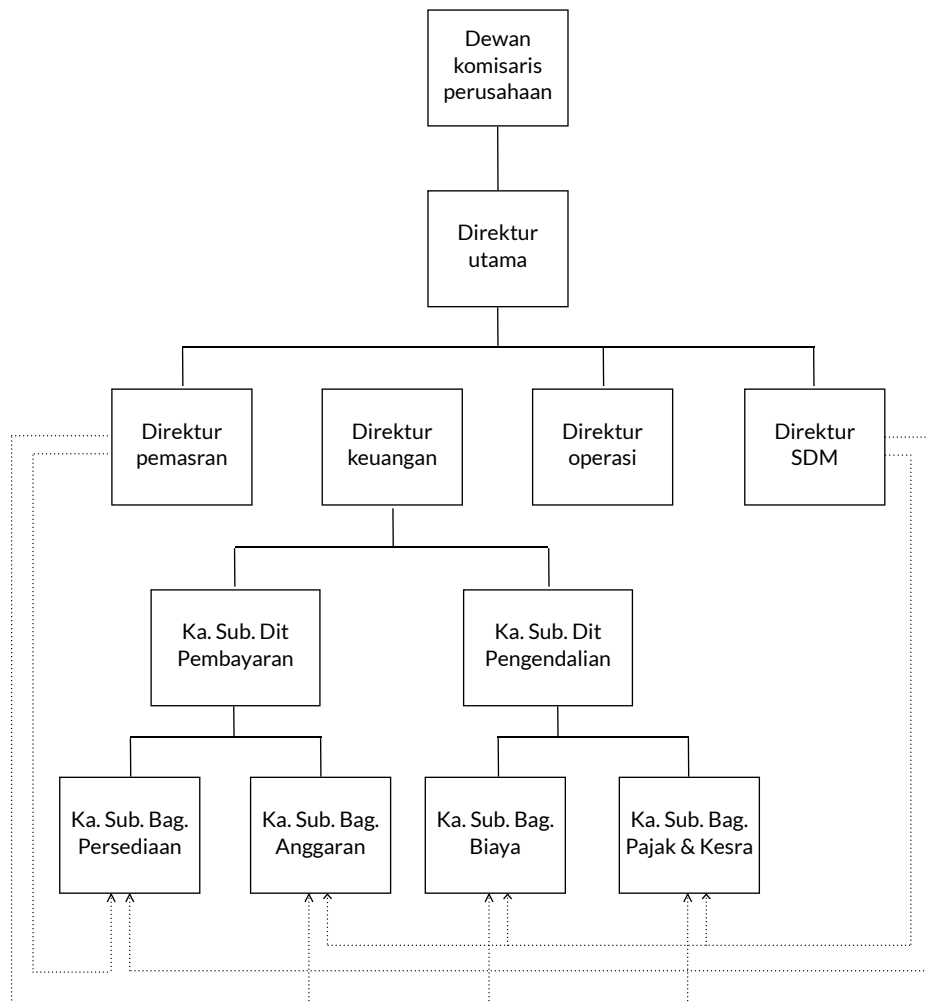 Dewan
komisaris
perusahaan
Direktur
utama
Direktur
pemasran
Direktur
keuangan
Direktur
operasi
Direktur
SDM
Ka. Sub. Dit
Pembayaran
Ka. Sub. Dit
Pengendalian
Ka. Sub. Bag.
Persediaan
Ka. Sub. Bag.
Anggaran
Ka. Sub. Bag.
Biaya
Ka. Sub. Bag.
Pajak & Kesra